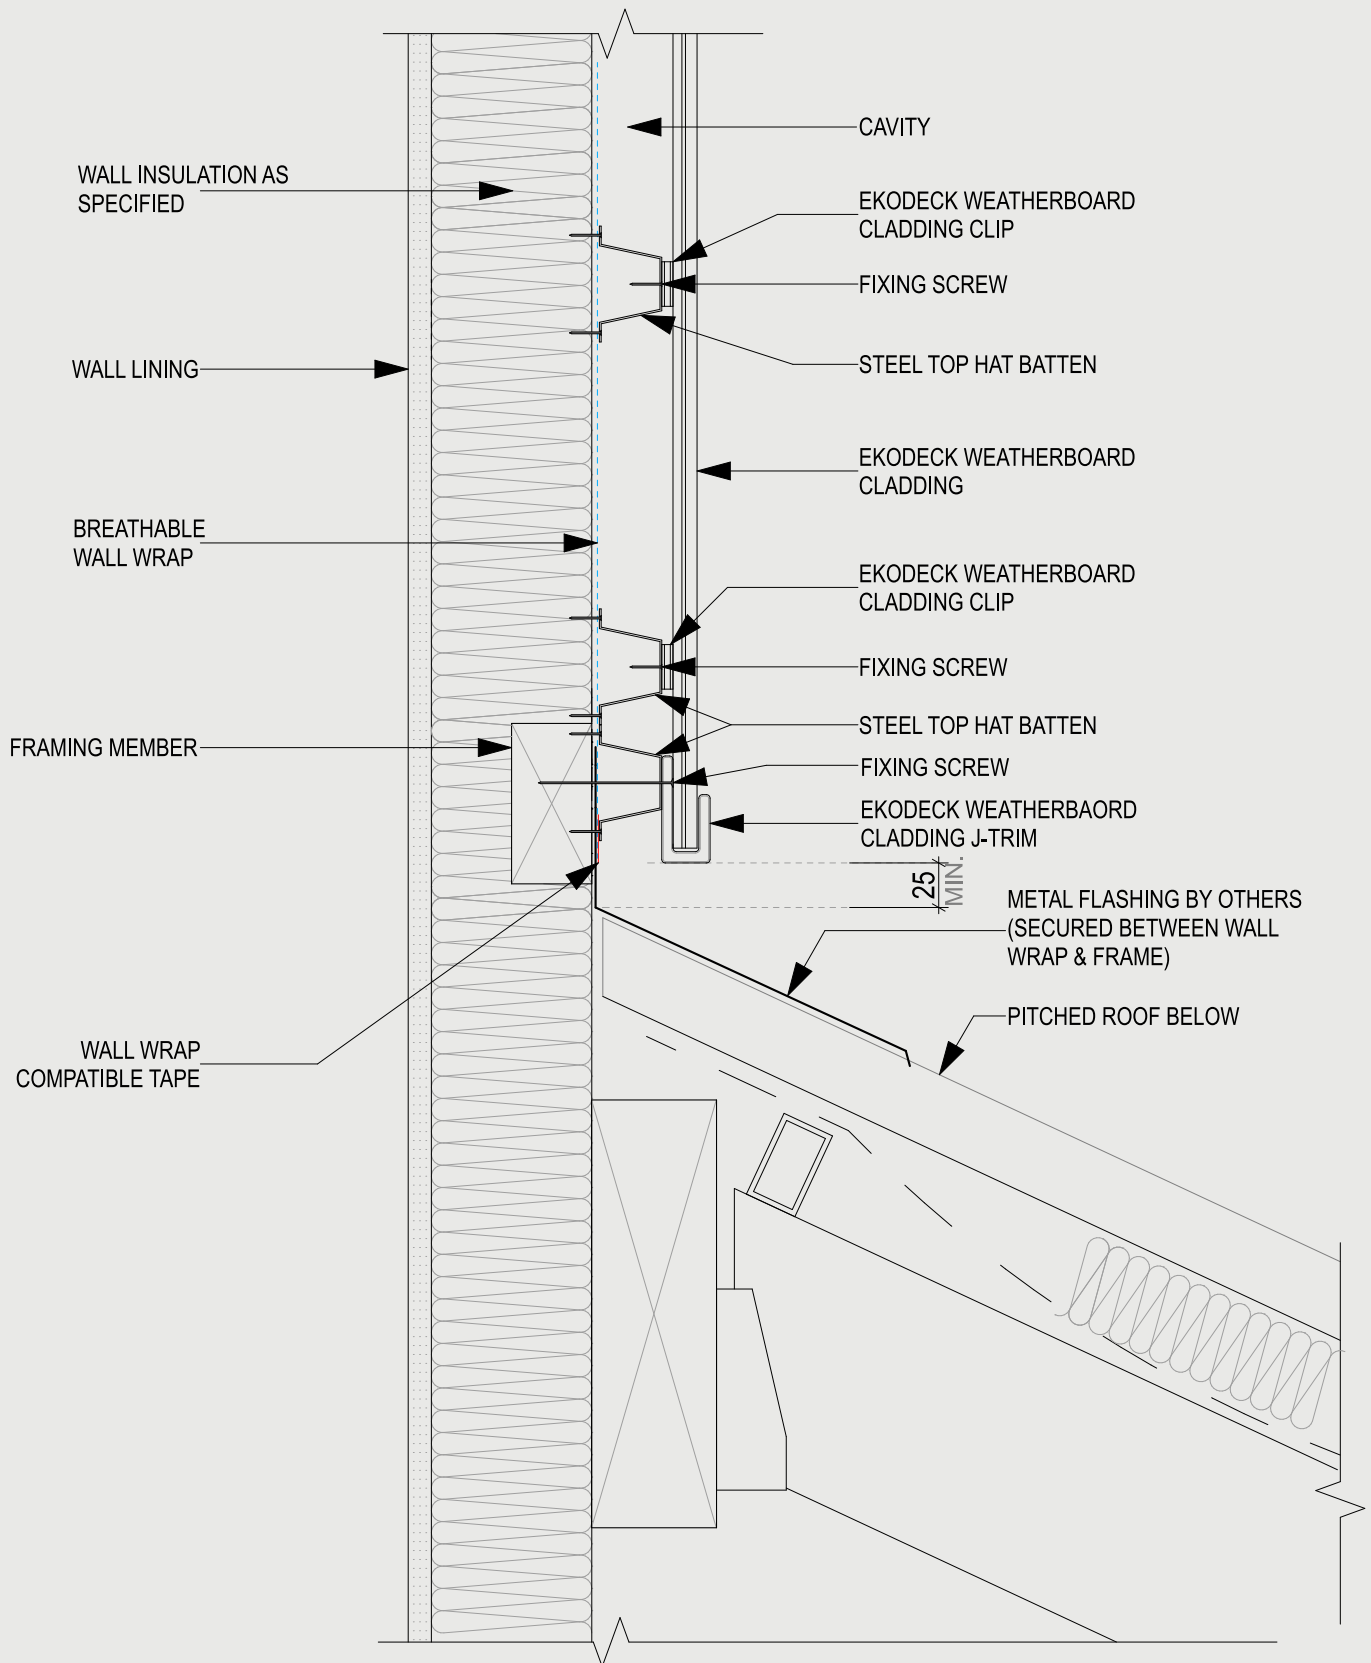 CAVITY
WALL INSULATION AS
SPECIFIED
EKODECK WEATHERBOARD
CLADDING CLIP
FIXING SCREW
STEEL TOP HAT BATTEN
WALL LINING
EKODECK WEATHERBOARD
CLADDING
BREATHABLE
WALL WRAP
EKODECK WEATHERBOARD
CLADDING CLIP
FIXING SCREW
STEEL TOP HAT BATTEN
FRAMING MEMBER
FIXING SCREW
EKODECK WEATHERBAORD
CLADDING J-TRIM
25
MIN.
METAL FLASHING BY OTHERS
(SECURED BETWEEN WALL
WRAP & FRAME)
PITCHED ROOF BELOW
WALL WRAP
COMPATIBLE TAPE